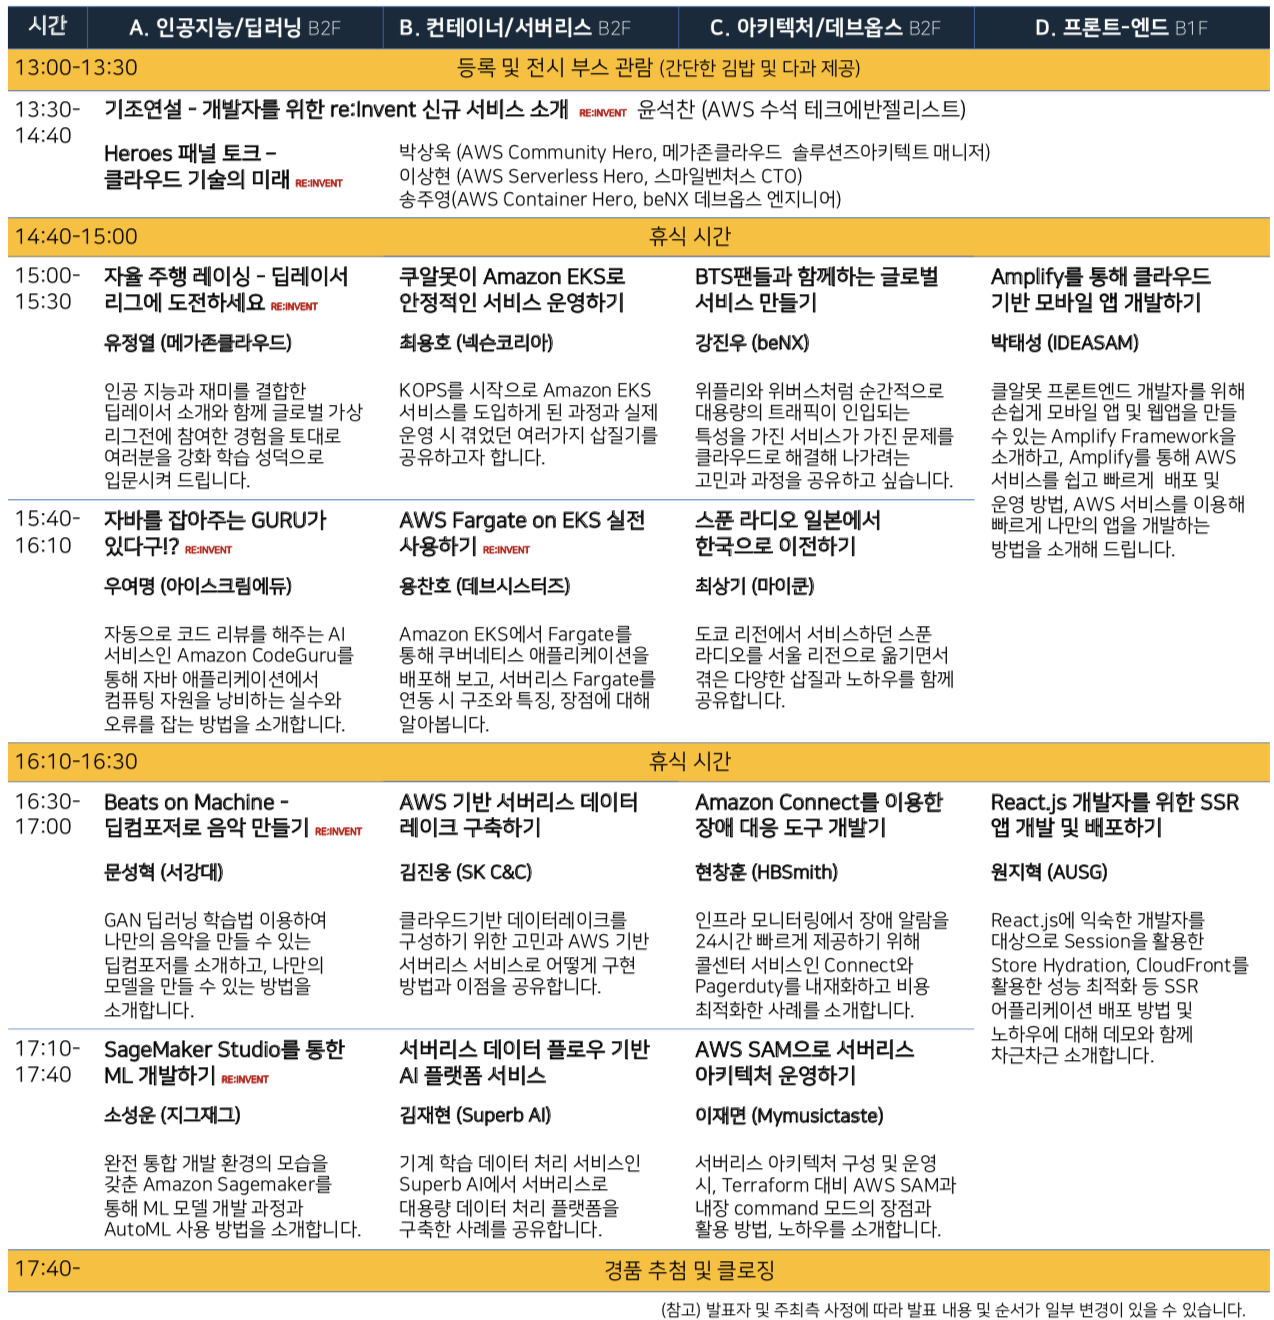 시간
A. 인공지능/딥러닝 B2F
B. 컨테이너/서버리스 B2F
C. 아키텍처/데브옵스 B2F
D. 프론트-엔드 B1F
13:00-13:30
등록 및 전시 부스 관람 (간단한 김밥 및 다과 제공)
13:30-
14:40
기조연설 - 개발자를 위한 re:Invent 신규 서비스 소개 RE:INVENT 윤석찬 (AWS 수석 테크에반젤리스트)
Heroes 패널 토크 –
클라우드 기술의 미래 RE:INVENT
박상욱 (AWS Community Hero, 메가존클라우드 솔루션즈아키텍트 매니저)
이상현 (AWS Serverless Hero, 스마일벤처스 CTO)
송주영(AWS Container Hero, beNX 데브옵스 엔지니어)
14:40-15:00
휴식 시간
15:00-
15:30
자율 주행 레이싱 - 딥레이서
리그에 도전하세요 RE:INVENT
유정열 (메가존클라우드)
인공 지능과 재미를 결합한
딥레이서 소개와 함께 글로벌 가상
리그전에 참여한 경험을 토대로
여러분을 강화 학습 성덕으로
입문시켜 드립니다.
쿠알못이 Amazon EKS로
안정적인 서비스 운영하기
최용호 (넥슨코리아)
KOPS를 시작으로 Amazon EKS
서비스를 도입하게 된 과정과 실제
운영 시 겪었던 여러가지 삽질기를
공유하고자 합니다.
BTS팬들과 함께하는 글로벌
서비스 만들기
강진우 (beNX)
위플리와 위버스처럼 순간적으로
대용량의 트래픽이 인입되는
특성을 가진 서비스가 가진 문제를
클라우드로 해결해 나가려는
고민과 과정을 공유하고 싶습니다.
Amplify를 통해 클라우드
기반 모바일 앱 개발하기
박태성 (IDEASAM)
클알못 프론트엔드 개발자를 위해
손쉽게 모바일 앱 및 웹앱을 만들
수 있는 Amplify Framework을
소개하고, Amplify를 통해 AWS
서비스를 쉽고 빠르게 배포 및
운영 방법, AWS 서비스를 이용해
빠르게 나만의 앱을 개발하는
방법을 소개해 드립니다.
15:40-
16:10
자바를 잡아주는 GURU가
있다구!? RE:INVENT
우여명 (아이스크림에듀)
자동으로 코드 리뷰를 해주는 AI
서비스인 Amazon CodeGuru를
통해 자바 애플리케이션에서
컴퓨팅 자원을 낭비하는 실수와
오류를 잡는 방법을 소개합니다.
AWS Fargate on EKS 실전
사용하기 RE:INVENT
용찬호 (데브시스터즈)
Amazon EKS에서 Fargate를
통해 쿠버네티스 애플리케이션을
배포해 보고, 서버리스 Fargate를
연동 시 구조와 특징, 장점에 대해
알아봅니다.
스푼 라디오 일본에서
한국으로 이전하기
최상기 (마이쿤)
도쿄 리전에서 서비스하던 스푼
라디오를 서울 리전으로 옮기면서
겪은 다양한 삽질과 노하우를 함께
공유합니다.
16:10-16:30
휴식 시간
16:30-
17:00
Beats on Machine -
딥컴포저로 음악 만들기 RE:INVENT
문성혁 (서강대)
GAN 딥러닝 학습법 이용하여
나만의 음악을 만들 수 있는
딥컴포저를 소개하고, 나만의
모델을 만들 수 있는 방법을
소개합니다.
AWS 기반 서버리스 데이터
레이크 구축하기
김진웅 (SK C&C)
클라우드기반 데이터레이크를
구성하기 위한 고민과 AWS 기반
서버리스 서비스로 어떻게 구현
방법과 이점을 공유합니다.
Amazon Connect를 이용한
장애 대응 도구 개발기
현창훈 (HBSmith)
인프라 모니터링에서 장애 알람을
24시간 빠르게 제공하기 위해
콜센터 서비스인 Connect와
Pagerduty를 내재화하고 비용
최적화한 사례를 소개합니다.
React.js 개발자를 위한 SSR
앱 개발 및 배포하기
원지혁 (AUSG)
React.js에 익숙한 개발자를
대상으로 Session을 활용한
Store Hydration, CloudFront를
활용한 성능 최적화 등 SSR
어플리케이션 배포 방법 및
노하우에 대해 데모와 함께
차근차근 소개합니다.
17:10-
17:40
SageMaker Studio를 통한
ML 개발하기 RE:INVENT
소성운 (지그재그)
완전 통합 개발 환경의 모습을
갖춘 Amazon Sagemaker를
통해 ML 모델 개발 과정과
AutoML 사용 방법을 소개합니다.
서버리스 데이터 플로우 기반
AI 플랫폼 서비스
김재현 (Superb AI)
기계 학습 데이터 처리 서비스인
Superb AI에서 서버리스로
대용량 데이터 처리 플랫폼을
구축한 사례를 공유합니다.
AWS SAM으로 서버리스
아키텍처 운영하기
이재면 (Mymusictaste)
서버리스 아키텍처 구성 및 운영
시, Terraform 대비 AWS SAM과
내장 command 모드의 장점과
활용 방법, 노하우를 소개합니다.
17:40-
경품 추첨 및 클로징
(참고) 발표자 및 주최측 사정에 따라 발표 내용 및 순서가 일부 변경이 있을 수 있습니다.